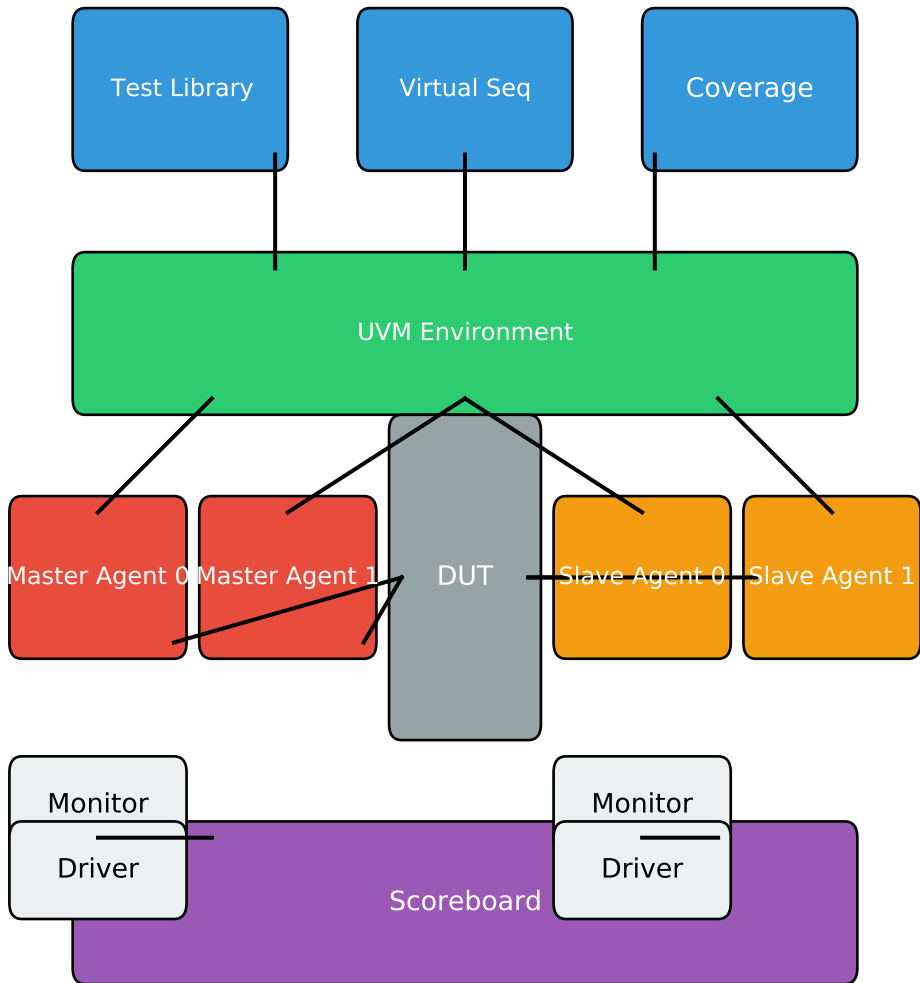 Test Library
Virtual Seq
Coverage
UVM Environment
Master Agent 0
Master Agent 1
DUT
Slave Agent 0
Slave Agent 1
Monitor
Monitor
Driver
Driver
Scoreboard